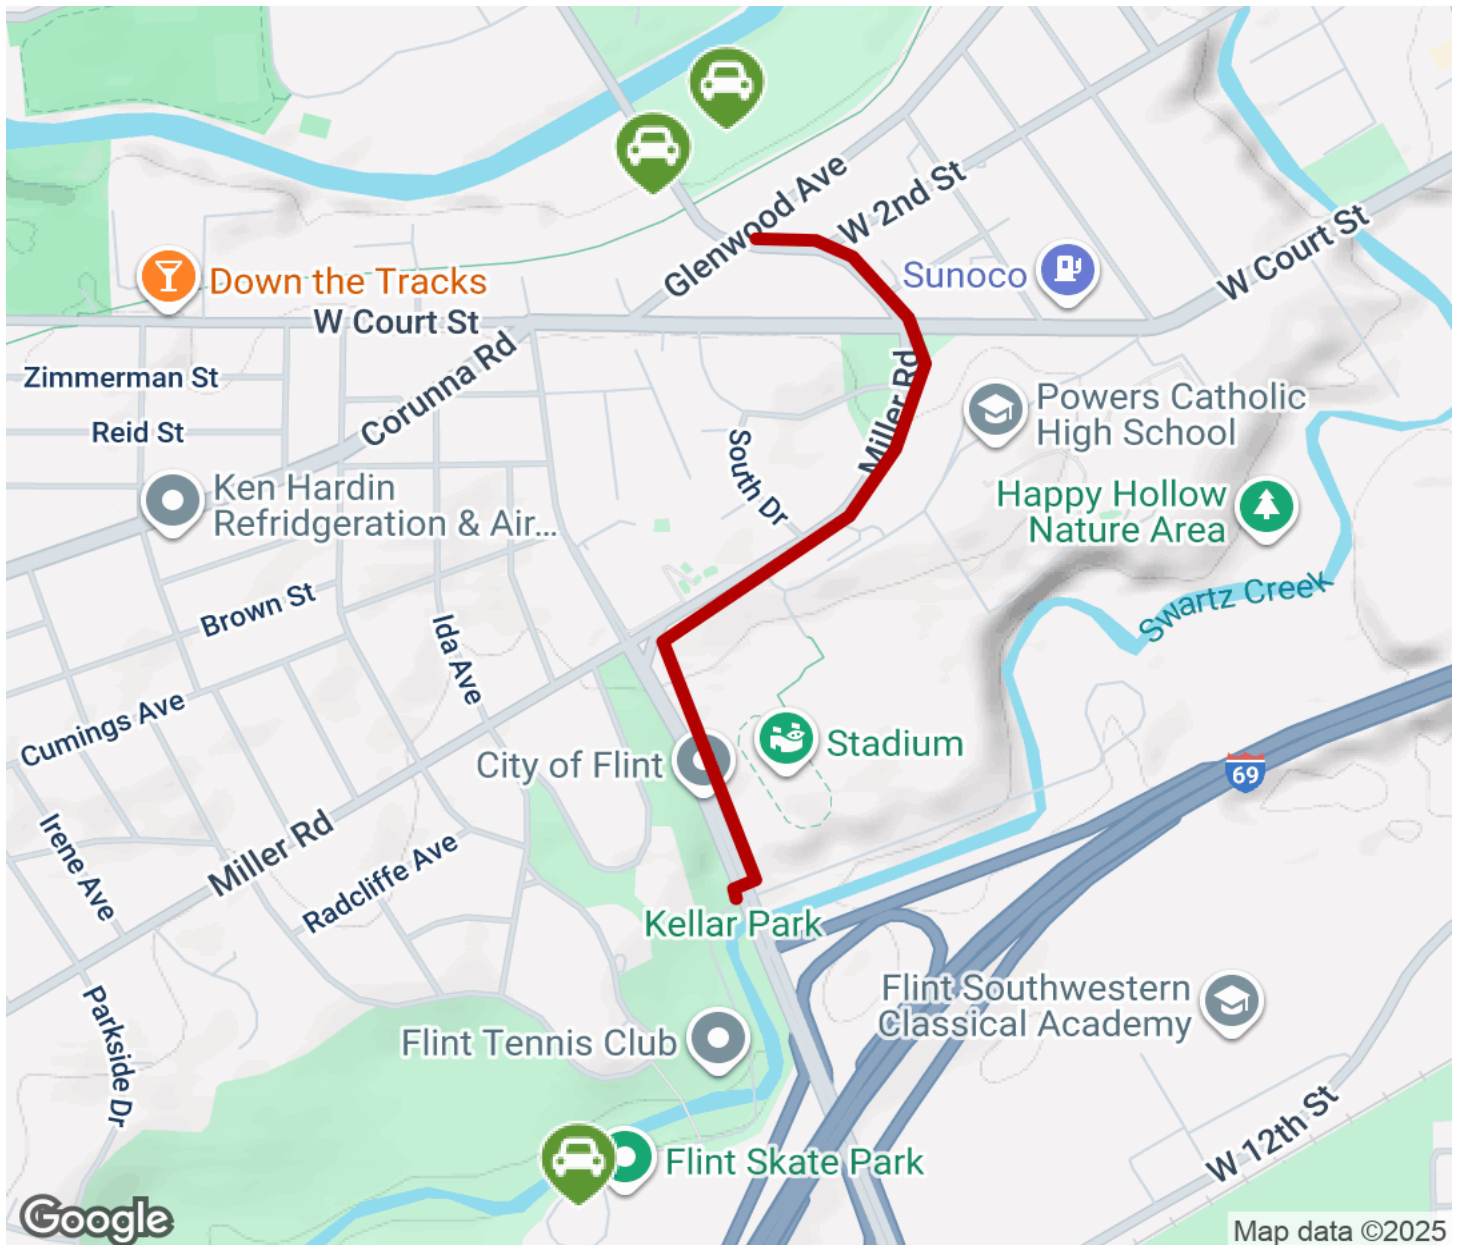 Glenwood Ave
W 2nd St
W Court St
Sunoco
Down the Tracks
W Court St
Zimmerman St
Corunna Rd
Miller Rd
Reid St
Powers Catholic
High School
South Dr
Ken Hardin
Refridgeration & Air...
Happy Hollow
Nature Area
Brown St
Swartz Creek
Ida Ave
Cumings Ave
City of Flint
Stadium
69
Irene Ave
Miller Rd
Radcliffe Ave
Kellar Park
Parkside Dr
Flint Southwestern
Classical Academy
Flint Tennis Club
W 12th St
Flint Skate Park
Google
Map data ©2025